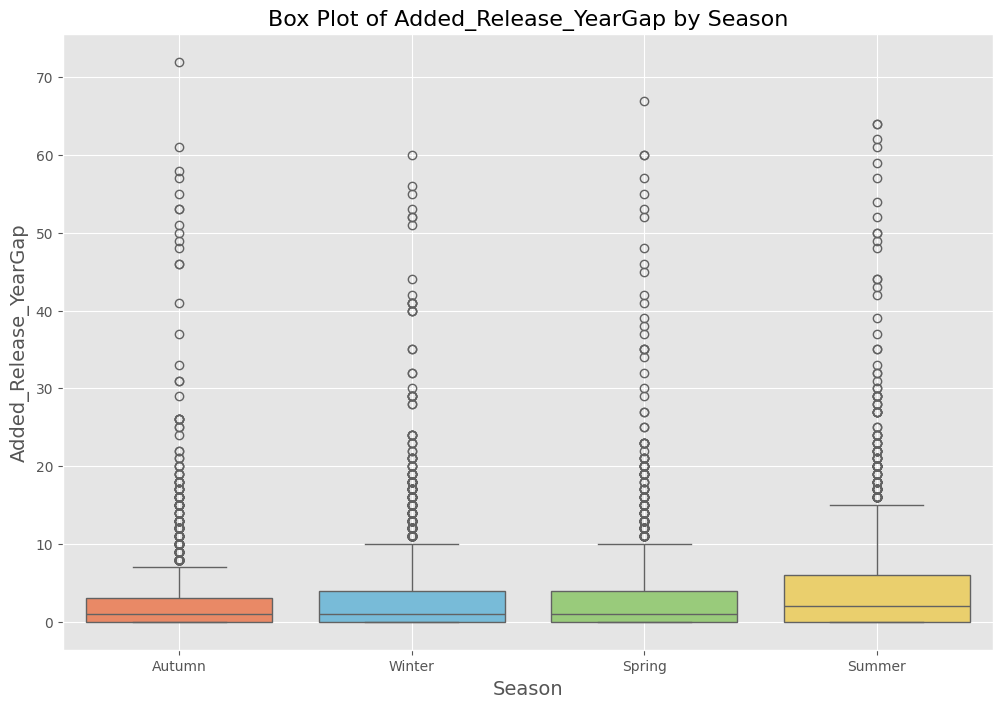 Box Plot of Added_Release_YearGap by Season
Added_Release_YearGap
70
60
50
40
30
20
10
0
Autumn Winter Spring Summer
Season